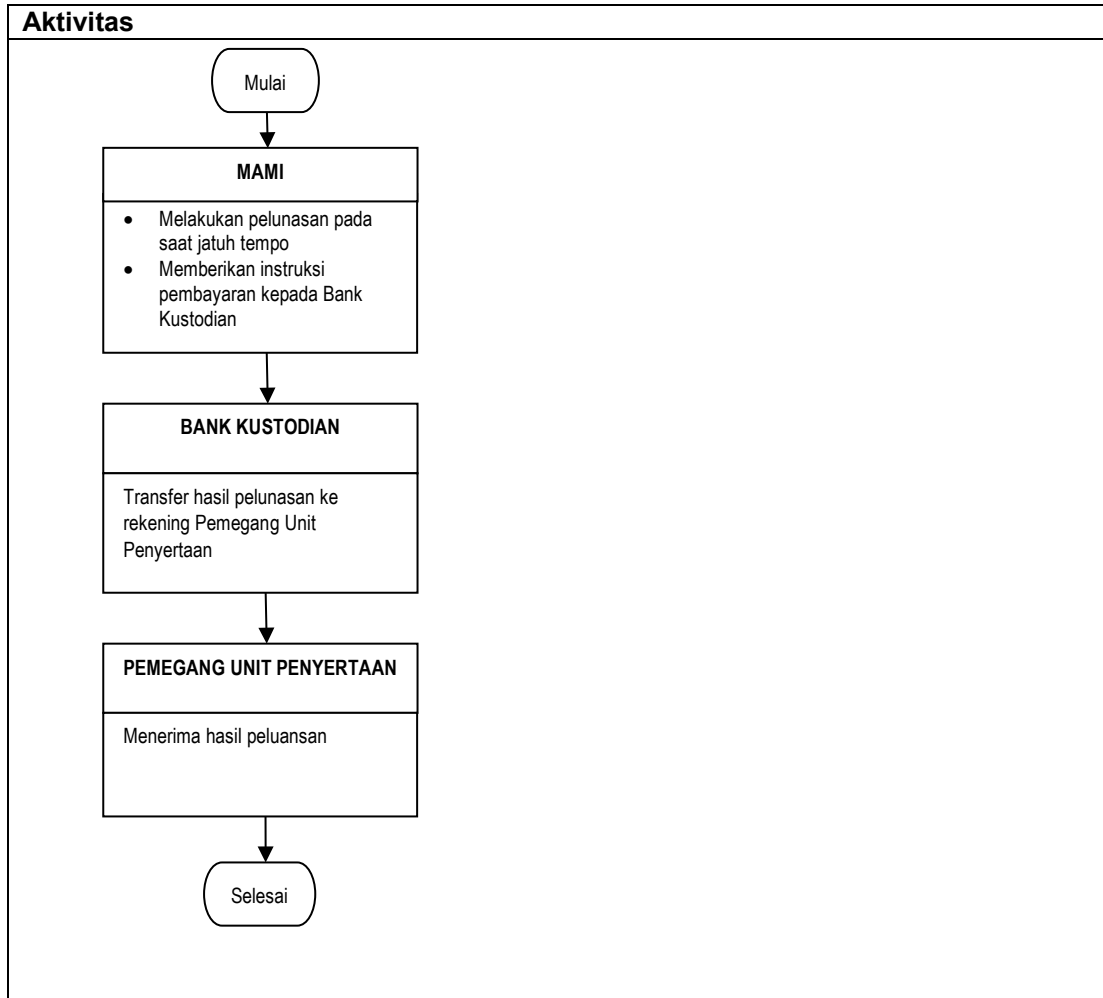 Aktivitas
Mulai
MAMI
• Melakukan pelunasan pada
saat jatuh tempo
• Memberikan instruksi
pembayaran kepada Bank
Kustodian
BANK KUSTODIAN
Transfer hasil pelunasan ke
rekening Pemegang Unit
Penyertaan
PEMEGANG UNIT PENYERTAAN
Menerima hasil peluansan
Selesai